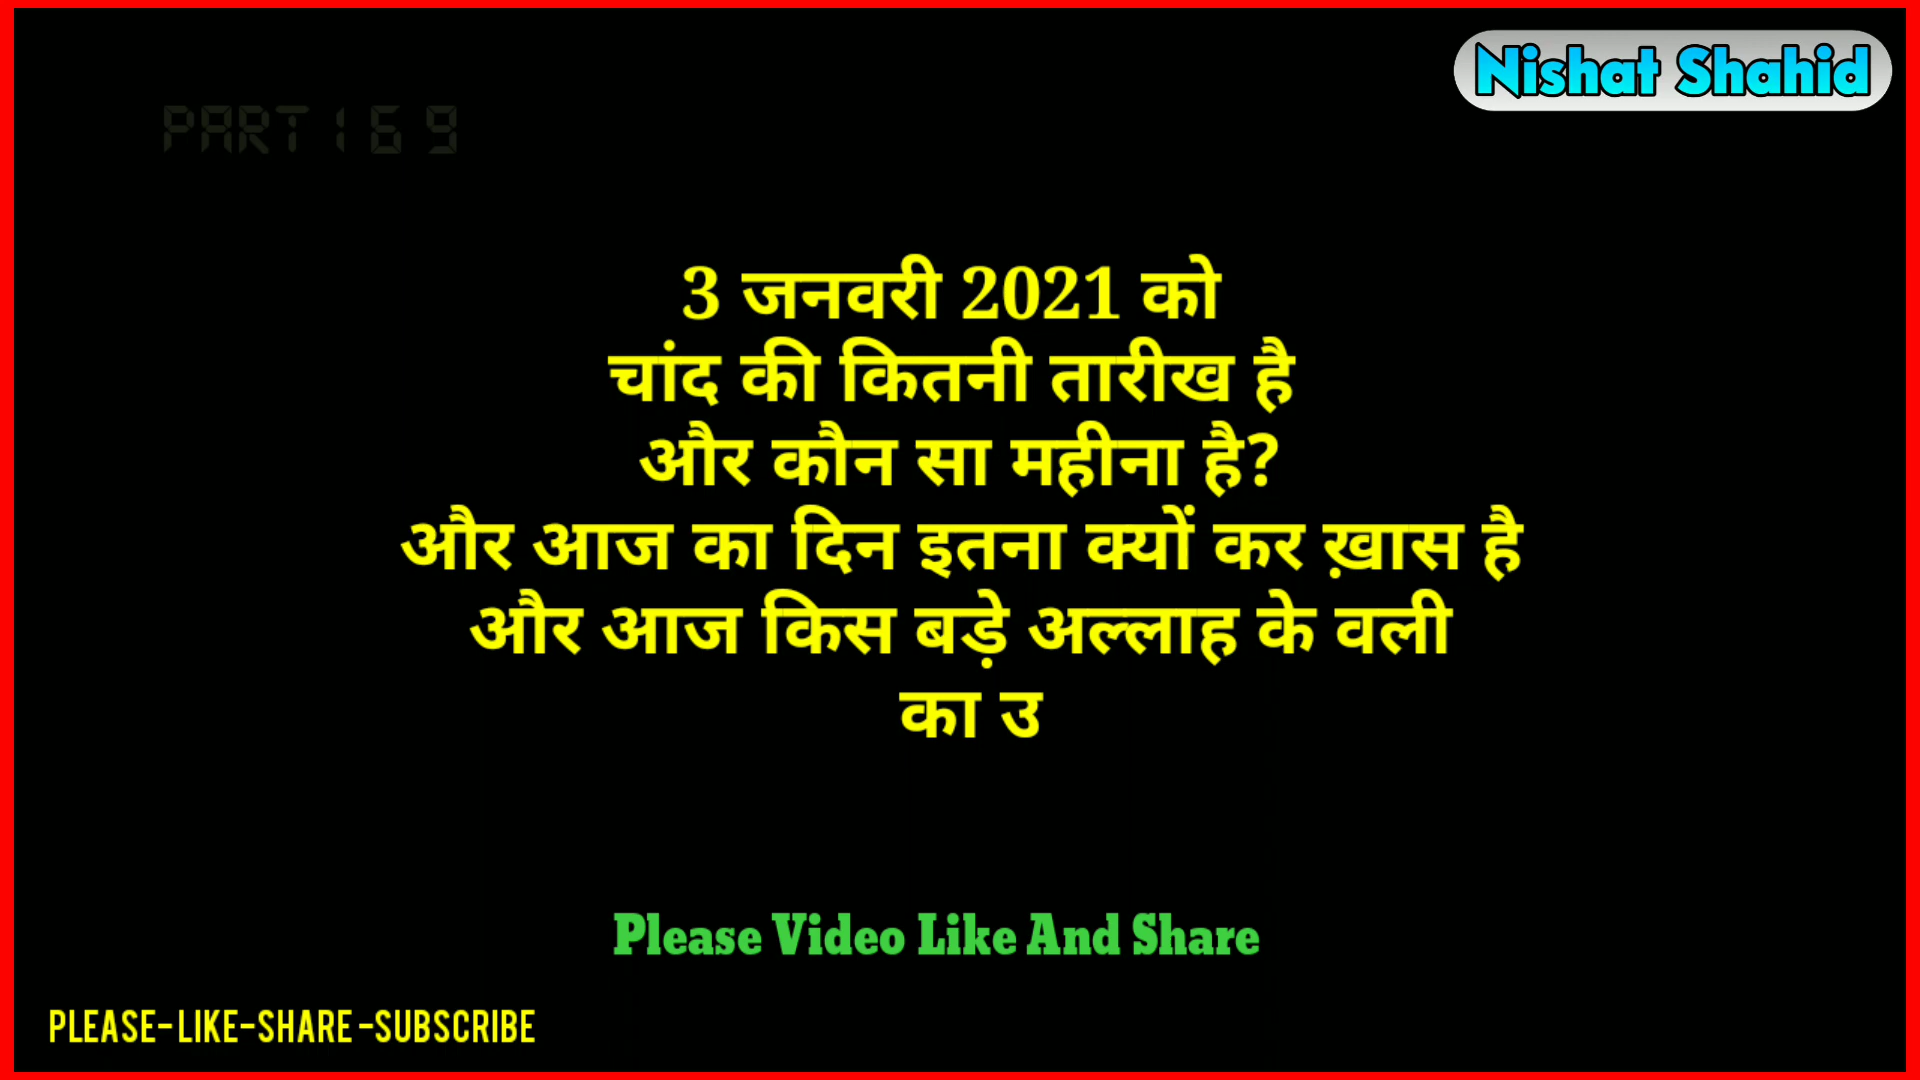 Nishat Shahid
PART 169
3 जनवरी 2021 को
चांद की कितनी तारीख है
और कौन सा महीना है?
और आज का दिन इतना क्यों कर ख़ास है
और आज किस बड़े अल्लाह के वली
का उ
Please Video Like And Share
PLEASE-LIKE-SHARE-SUBSCRIBE